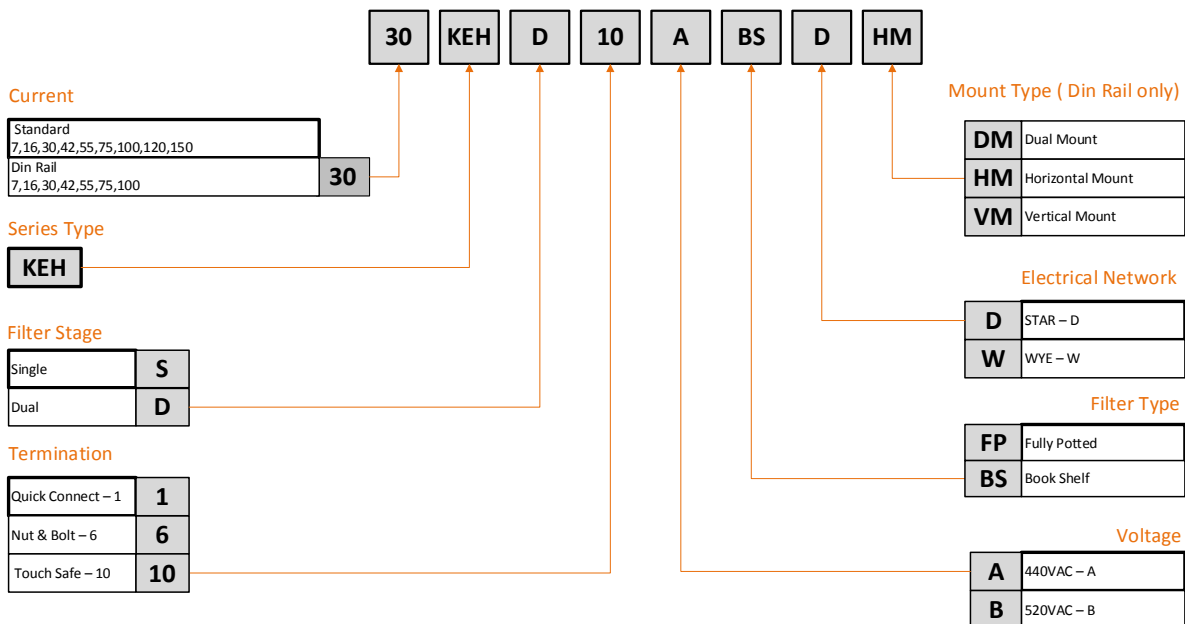 30 KEH D 10 A BS D HM
Current
Standard
7,16,30,42,55,75,100,120,150
Din Rail
7,16,30,42,55,75,100
30
Series Type
KEH
Filter Stage
Single S
Dual D
Termination
Quick Connect – 1 1
Nut & Bolt – 6 6
Touch Safe – 10 10
Mount Type ( Din Rail only)
DM Dual Mount
HM Horizontal Mount
VM Vertical Mount
Electrical Network
D STAR – D
W WYE – W
Filter Type
FP Fully Potted
BS Book Shelf
Voltage
A 440VAC – A
B 520VAC – B